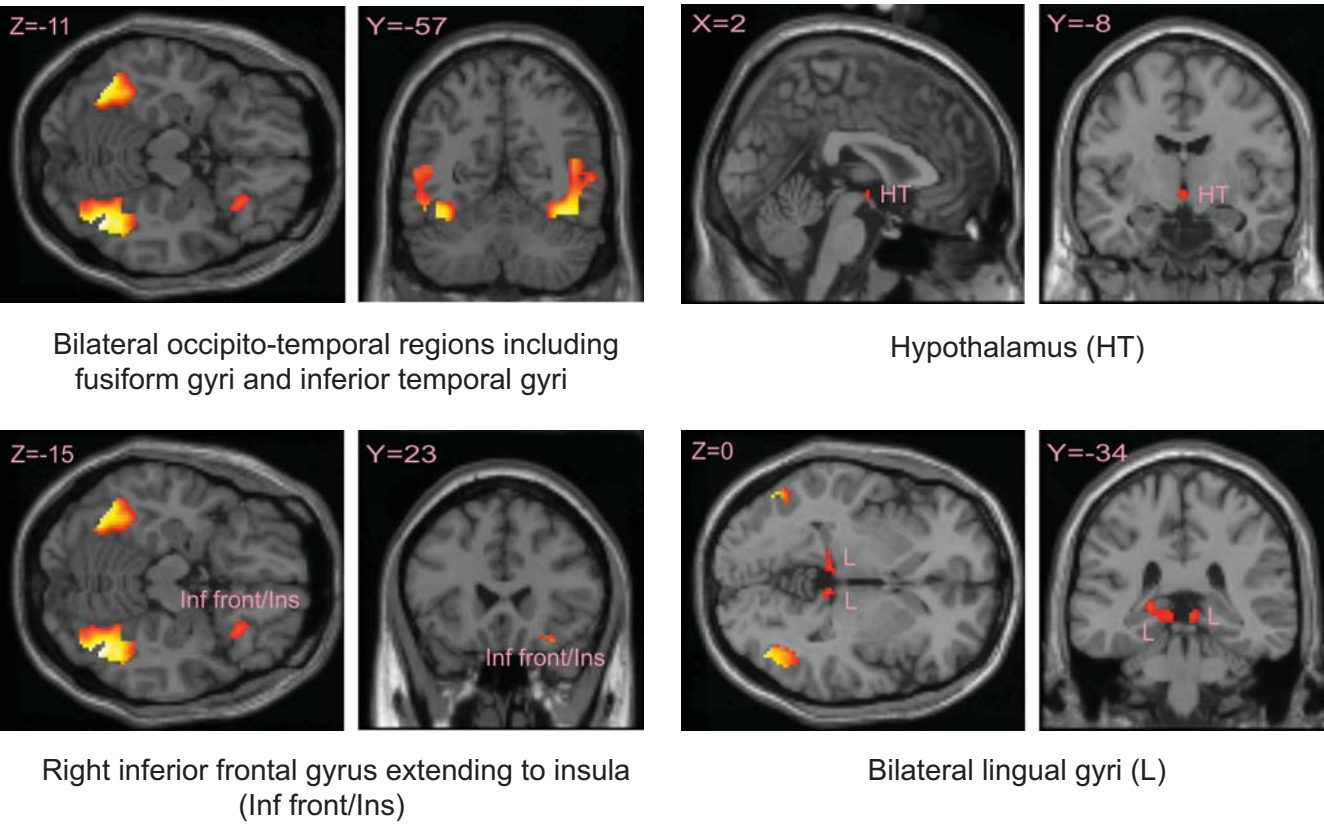 Z=-11
Y=-57
X=2
HT
Y=-8
HT
Bilateral occipito-temporal regions including
fusiform gyri and inferior temporal gyri
Hypothalamus (HT)
Z=-15
Inf front/Ins
Y=23
Inf front/Ins
Z=0
L
L
Y=-34
L
L
Right inferior frontal gyrus extending to insula
(Inf front/Ins)
Bilateral lingual gyri (L)